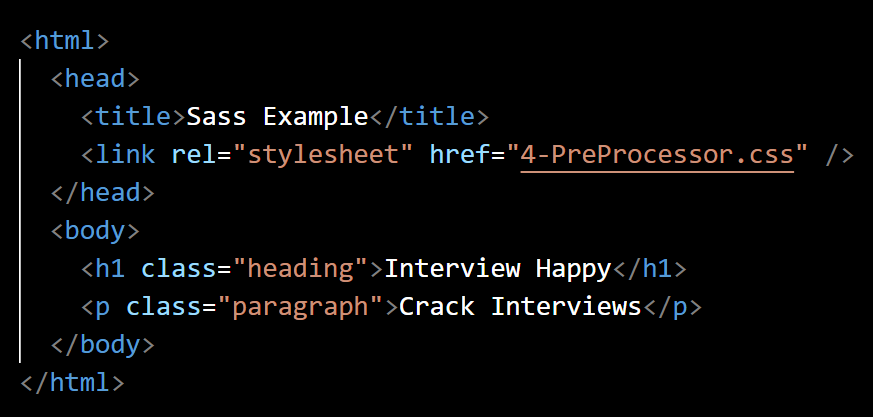 <html>
<head>
<title>Sass Example</title>
<link rel="stylesheet" href="4-PreProcessor.css" />
</head>
<body>
<h1 class="heading">Interview Happy</h1>
<p class="paragraph">Crack Interviews</p>
</body>
</html>